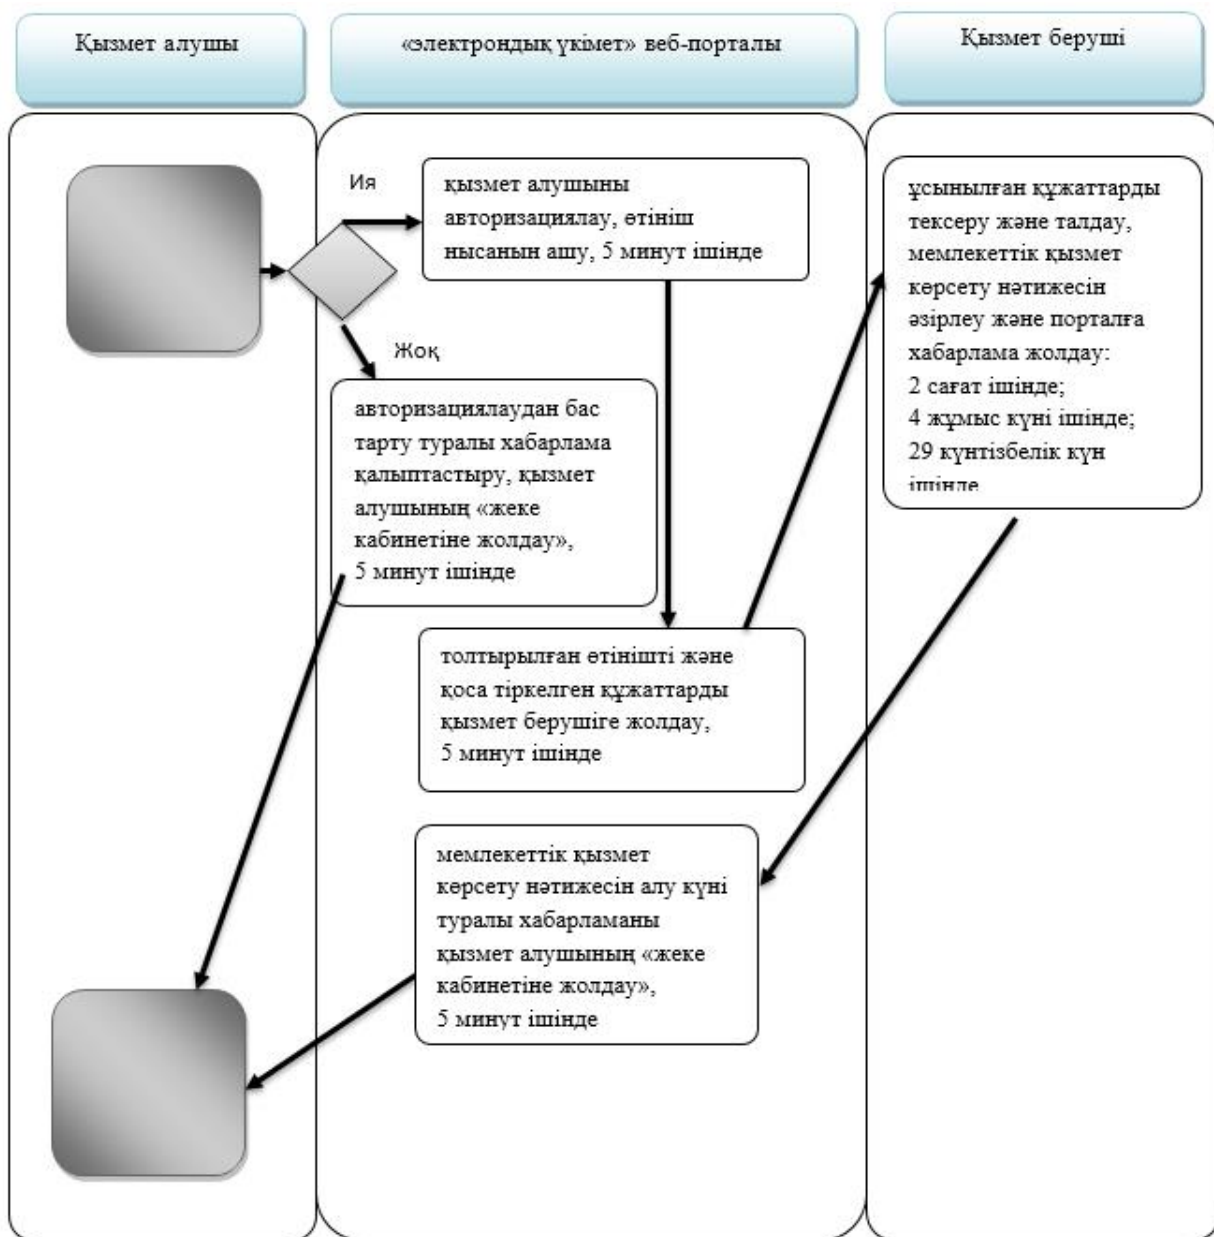 Қызмет алушы
«электрондық үкімет» веб-порталы
Қызмет беруші
Ия
қызмет алушыны
авторизациялау, өтініш
нысанын ашу, 5 минут ішінде
ұсынылған құжаттарды
тексеру және талдау,
мемлекеттік қызмет
көрсету нәтижесін
әзірлеу және порталға
хабарлама жолдау:
2 сағат ішінде;
4 жұмыс күні ішінде;
29 күнтізбелік күн
ішінде
Жоқ
авторизациялаудан бас
тарту туралы хабарлама
қалыптастыру, қызмет
алушының «жеке
кабинетіне жолдау»,
5 минут ішінде
толтырылған өтінішті және
қоса тіркелген құжаттарды
қызмет берушіге жолдау,
5 минут ішінде
мемлекеттік қызмет
көрсету нәтижесін алу күні
туралы хабарламаны
қызмет алушының «жеке
кабинетіне жолдау»,
5 минут ішінде